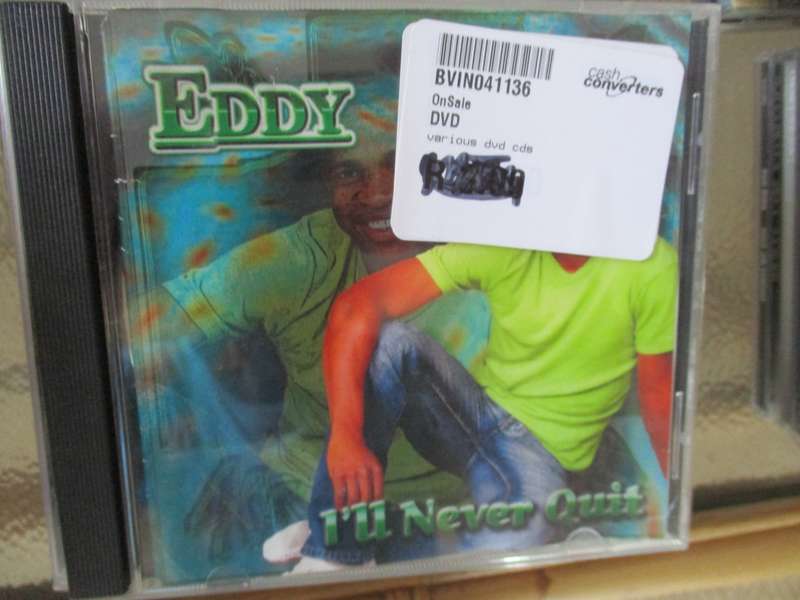 EDDY
BVIN041136
cash
converters
OnSale
DVD
various dvd cds
I'll Never Quit